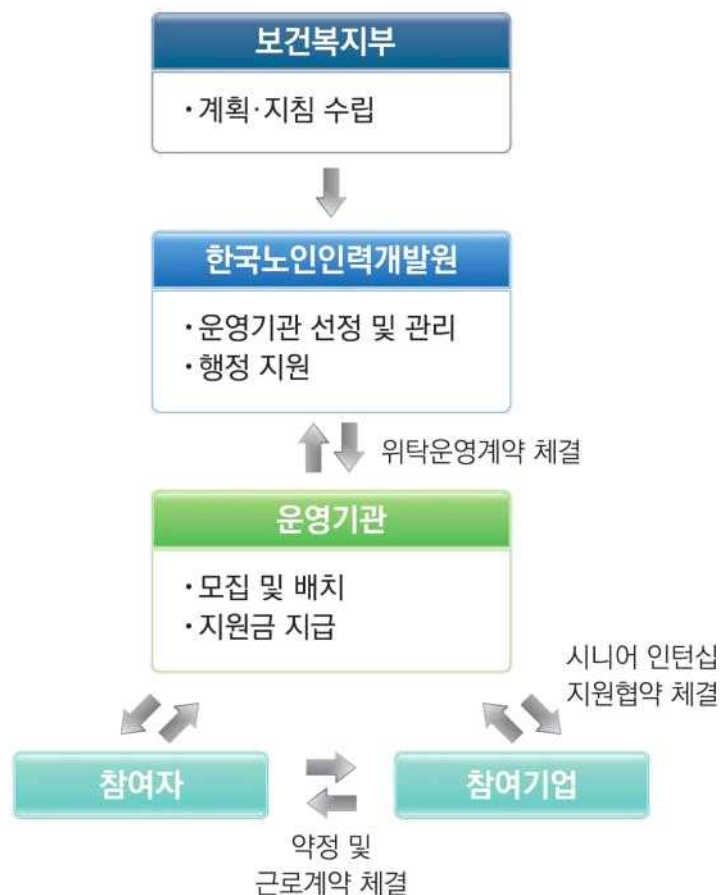 보건복지부
· 계획·지침 수립
한국노인인력개발원
· 운영기관 선정 및 관리
· 행정 지원
위탁운영계약 체결
운영기관
· 모집 및 배치
· 지원금 지급
시니어 인턴십
지원협약 체결
참여자
참여기업
약정 및
근로계약 체결